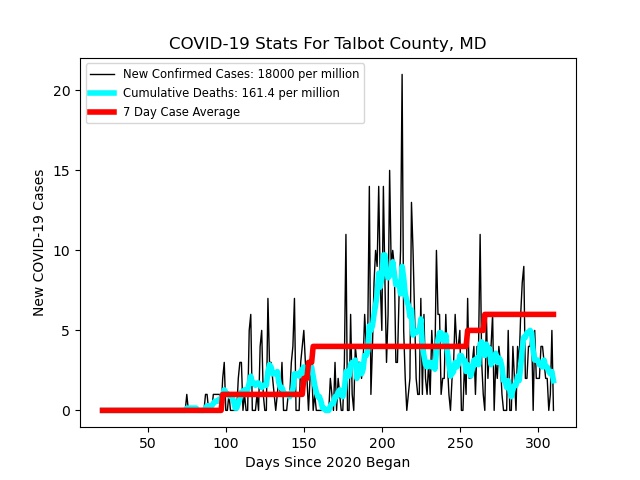 COVID-19 Stats For Talbot County, MD
New Confirmed Cases: 18000 per million
Cumulative Deaths: 161.4 per million
7 Day Case Average
New COVID-19 Cases
20
15
10
5
0
50 100 150 200 250 300
Days Since 2020 Began